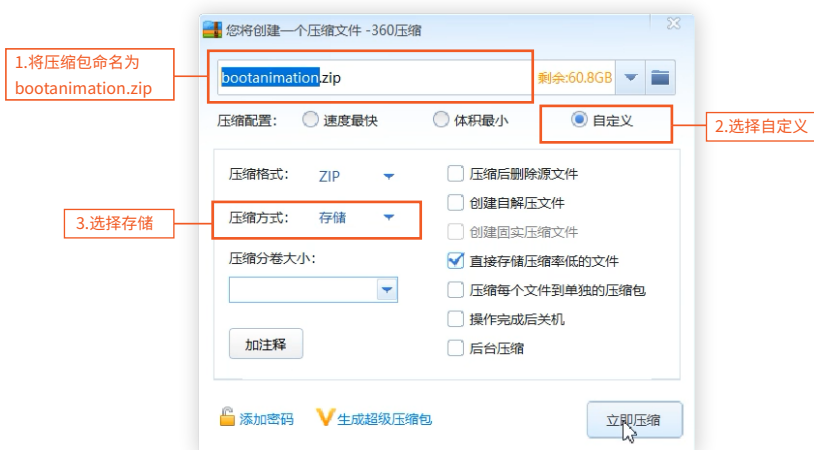 您将创建一个压缩文件 -360压缩
1.将压缩包命名为
bootanimation.zip
bootanimation.zip
剩余:60.8GB
压缩配置:
速度最快
体积最小
自定义
2.选择自定义
压缩格式:
ZIP
压缩后删除源文件
创建自解压文件
3.选择存储
压缩方式:
存储
创建固实压缩文件
压缩分卷大小:
直接存储压缩率低的文件
压缩每个文件到单独的压缩包
操作完成后关机
加注释
后台压缩
添加密码
生成超级压缩包
立即压缩